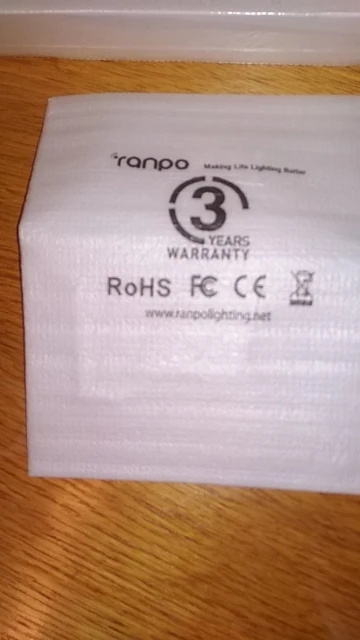 ranpo Making Life Lighting Better
3
YEARS
WARRANTY
RoHS FC CE
www.ranpolighting.net